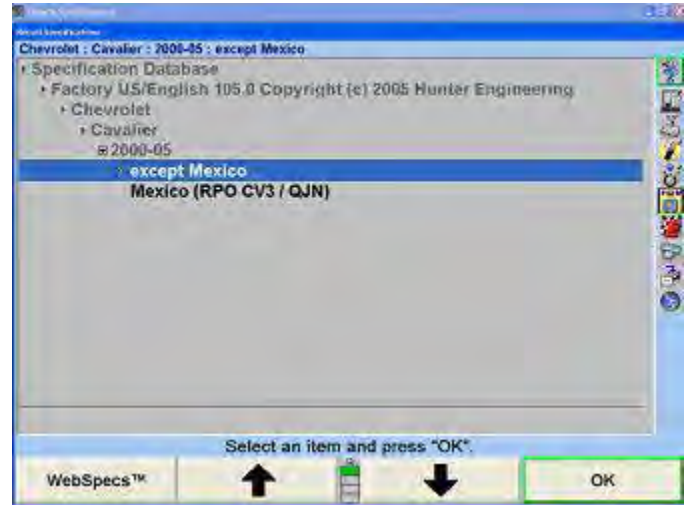 Chevrolet : Cavalier : 2000-05 : except Mexico
Specification Database
Factory US/English 105.0 Copyright (c) 2005 Hunter Engineering
Chevrolet
Cavalier
2000-05
except Mexico
Mexico (RPO CV3 / QJN)
Select an item and press "OK".
WebSpecs™
OK